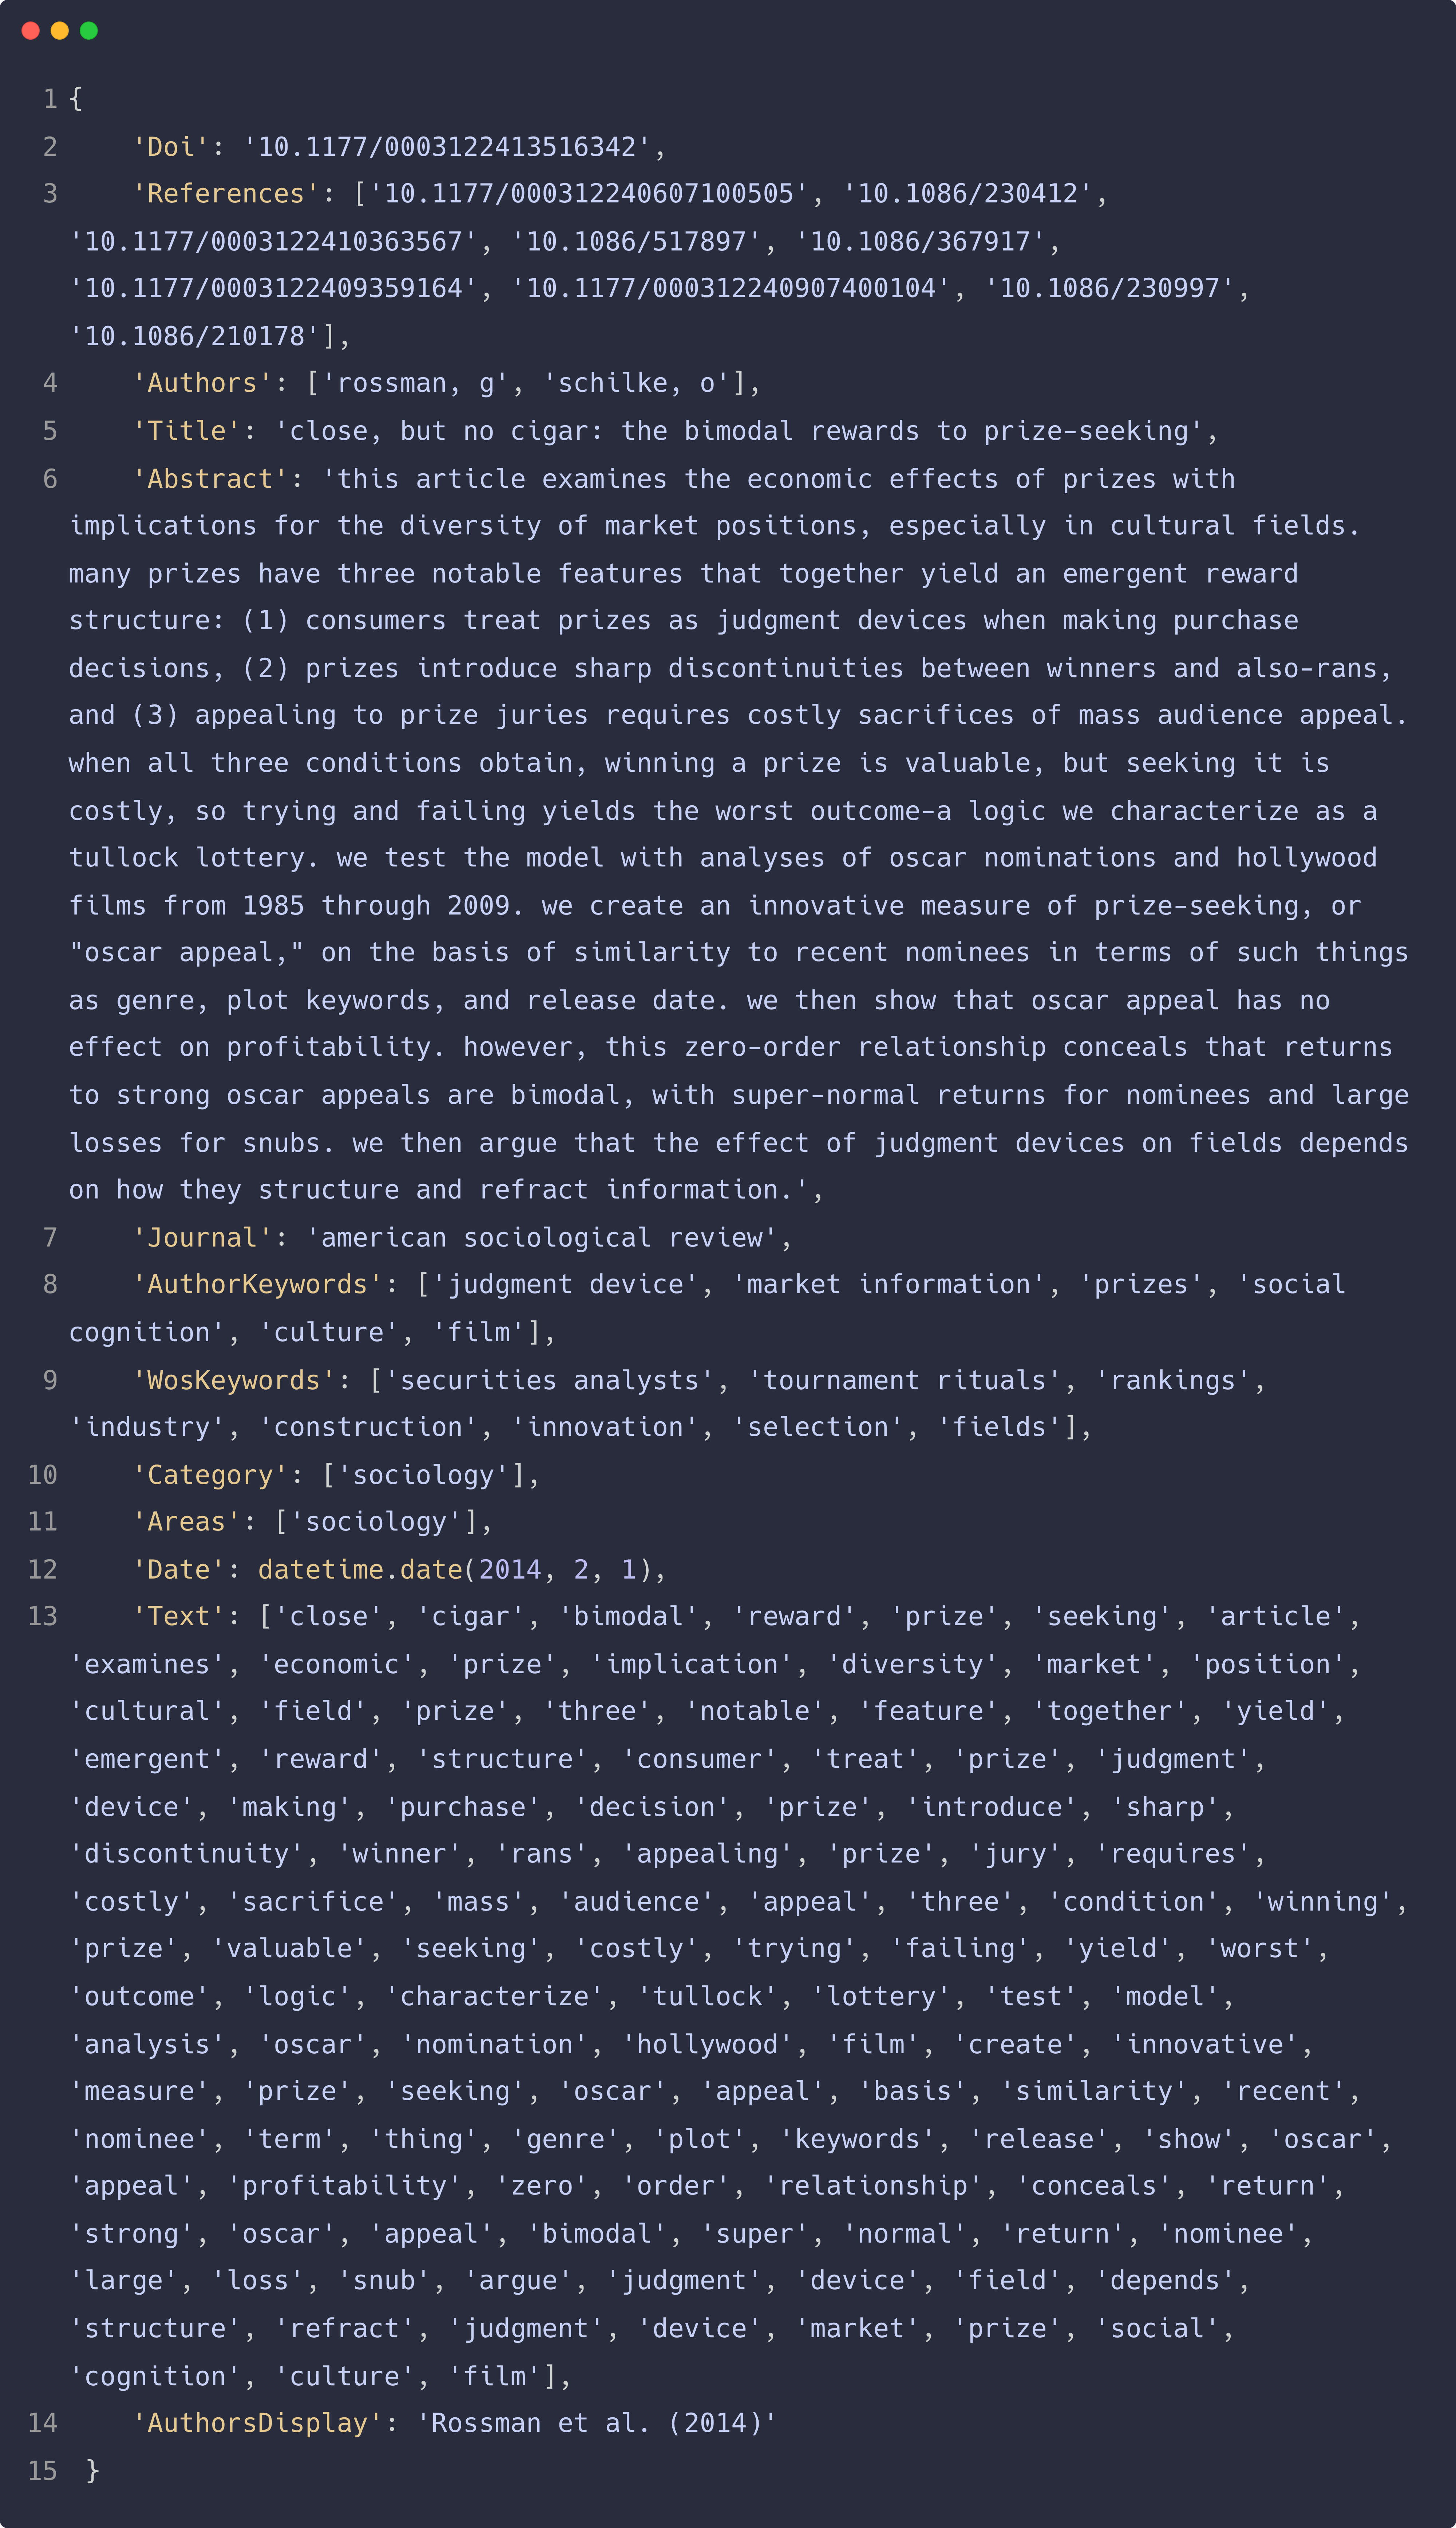 1 {
2     'Doi': '10.1177/0003122413516342',
3     'References': ['10.1177/000312240607100505', '10.1086/230412',
'10.1177/0003122410363567', '10.1086/517897', '10.1086/367917',
'10.1177/0003122409359164', '10.1177/000312240907400104', '10.1086/230997',
'10.1086/210178'],
4     'Authors': ['rossman, g', 'schilke, o'],
5     'Title': 'close, but no cigar: the bimodal rewards to prize-seeking',
6     'Abstract': 'this article examines the economic effects of prizes with
implications for the diversity of market positions, especially in cultural fields.
many prizes have three notable features that together yield an emergent reward
structure: (1) consumers treat prizes as judgment devices when making purchase
decisions, (2) prizes introduce sharp discontinuities between winners and also-rans,
and (3) appealing to prize juries requires costly sacrifices of mass audience appeal.
when all three conditions obtain, winning a prize is valuable, but seeking it is
costly, so trying and failing yields the worst outcome-a logic we characterize as a
tullock lottery. we test the model with analyses of oscar nominations and hollywood
films from 1985 through 2009. we create an innovative measure of prize-seeking, or
"oscar appeal," on the basis of similarity to recent nominees in terms of such things
as genre, plot keywords, and release date. we then show that oscar appeal has no
effect on profitability. however, this zero-order relationship conceals that returns
to strong oscar appeals are bimodal, with super-normal returns for nominees and large
losses for snubs. we then argue that the effect of judgment devices on fields depends
on how they structure and refract information.',
7     'Journal': 'american sociological review',
8     'AuthorKeywords': ['judgment device', 'market information', 'prizes', 'social
cognition', 'culture', 'film'],
9     'WosKeywords': ['securities analysts', 'tournament rituals', 'rankings',
'industry', 'construction', 'innovation', 'selection', 'fields'],
10     'Category': ['sociology'],
11     'Areas': ['sociology'],
12     'Date': datetime.date(2014, 2, 1),
13     'Text': ['close', 'cigar', 'bimodal', 'reward', 'prize', 'seeking', 'article',
'examines', 'economic', 'prize', 'implication', 'diversity', 'market', 'position',
'cultural', 'field', 'prize', 'three', 'notable', 'feature', 'together', 'yield',
'emergent', 'reward', 'structure', 'consumer', 'treat', 'prize', 'judgment',
'device', 'making', 'purchase', 'decision', 'prize', 'introduce', 'sharp',
'discontinuity', 'winner', 'rans', 'appealing', 'prize', 'jury', 'requires',
'costly', 'sacrifice', 'mass', 'audience', 'appeal', 'three', 'condition', 'winning',
'prize', 'valuable', 'seeking', 'costly', 'trying', 'failing', 'yield', 'worst',
'outcome', 'logic', 'characterize', 'tullock', 'lottery', 'test', 'model',
'analysis', 'oscar', 'nomination', 'hollywood', 'film', 'create', 'innovative',
'measure', 'prize', 'seeking', 'oscar', 'appeal', 'basis', 'similarity', 'recent',
'nominee', 'term', 'thing', 'genre', 'plot', 'keywords', 'release', 'show', 'oscar',
'appeal', 'profitability', 'zero', 'order', 'relationship', 'conceals', 'return',
'strong', 'oscar', 'appeal', 'bimodal', 'super', 'normal', 'return', 'nominee',
'large', 'loss', 'snub', 'argue', 'judgment', 'device', 'field', 'depends',
'structure', 'refract', 'judgment', 'device', 'market', 'prize', 'social',
'cognition', 'culture', 'film'],
14     'AuthorsDisplay': 'Rossman et al. (2014)'
15  }